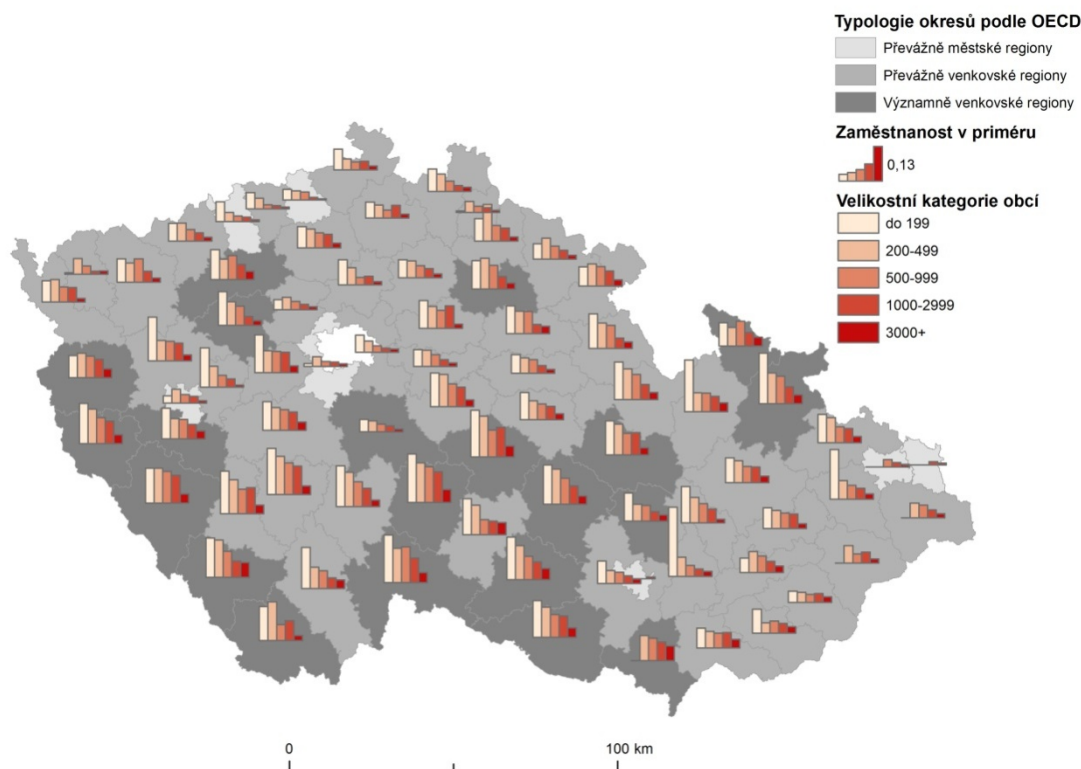 Typologie okresů podle OECD
Převážně městské regiony
Převážně venkovské regiony
Významně venkovské regiony
Zaměstnanost v priméru
0,13
Velikostní kategorie obcí
do 199
200-499
500-999
1000-2999
3000+
0 100 km